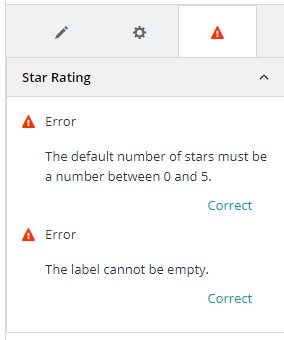 Star Rating
Error
The default number of stars must be
a number between 0 and 5.
Correct
Error
The label cannot be empty.
Correct